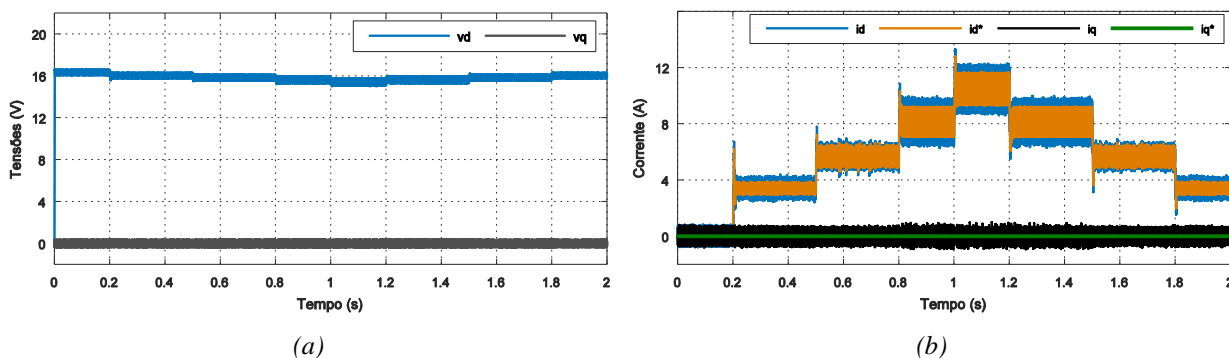 vd vq
20
16
12
8
4
0
Tensões (V)
0 0.2 0.4 0.6 0.8 1 1.2 1.4 1.6 1.8 2
Tempo (s)
(a)
id id* iq iq*
12
8
4
0
Corrente (A)
0 0.2 0.4 0.6 0.8 1 1.2 1.4 1.6 1.8 2
Tempo (s)
(b)